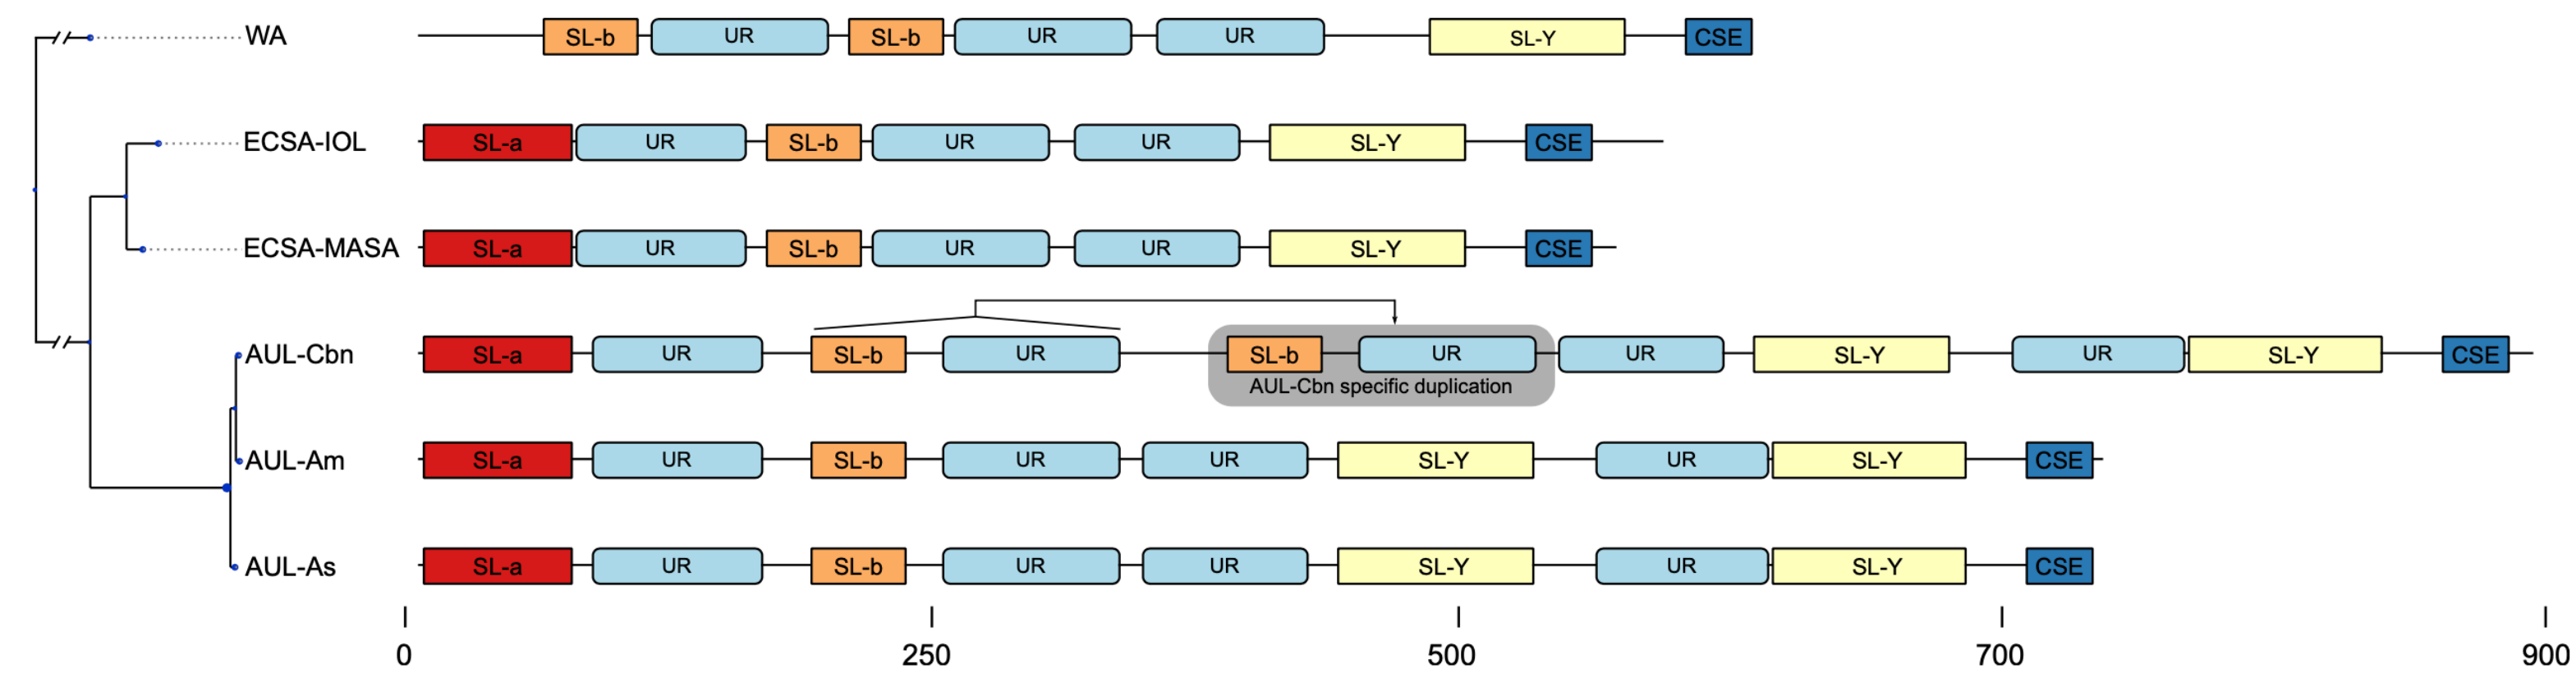 WA SL-b UR SL-b UR UR SL-Y CSE
ECSA-IOL SL-a UR SL-b UR UR SL-Y CSE
ECSA-MASA SL-a UR SL-b UR UR SL-Y CSE
AUL-Cbn SL-a UR SL-b UR SL-b UR UR SL-Y UR SL-Y CSE
AUL-Cbn specific duplication
AUL-Am SL-a UR SL-b UR UR SL-Y UR SL-Y CSE
AUL-As SL-a UR SL-b UR UR SL-Y UR SL-Y CSE
0 250 500 700 900